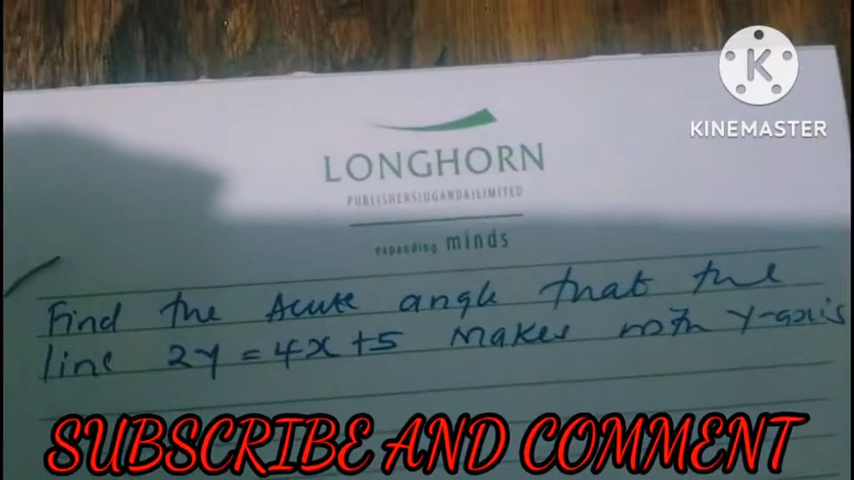 KINEMASTER
LONGHORN
PUBLISHERS(UGANDA)LIMITED
expanding minds
Find the Acute angle that the
line 2y = 4x + 5 makes with Y-axis
SUBSCRIBE AND COMMENT